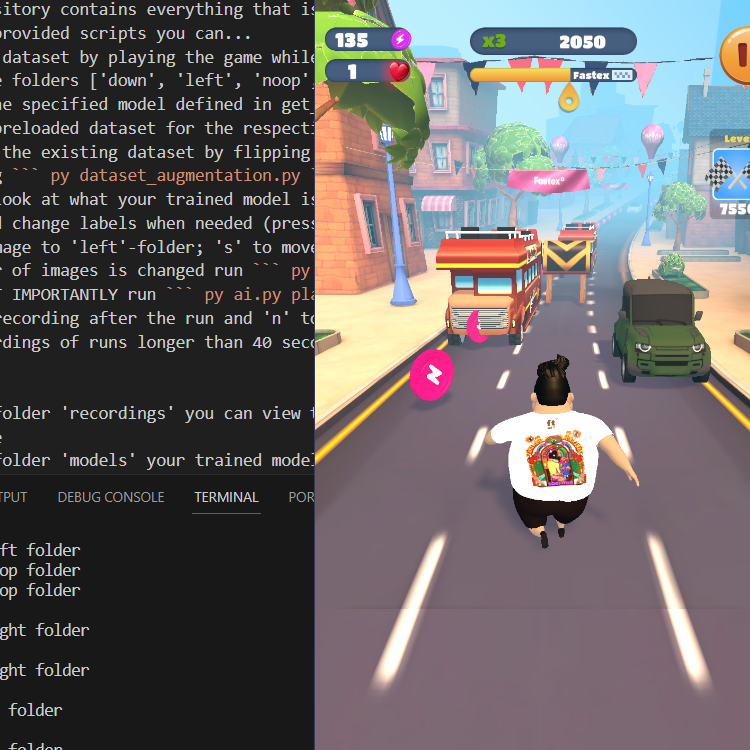 sitory contains everything that is
provided scripts you can...
dataset by playing the game while
folders ['down', 'left', 'noop'
ne specified model defined in get_
preloaded dataset for the respecti
the existing dataset by flipping
g ``` py dataset_augmentation.py
look at what your trained model is
d change labels when needed (press
mage to 'left'-folder; 's' to move
r of images is changed run ``` py
T IMPORTANTLY run ``` py ai.py pla
recording after the run and 'n' to
rdings of runs longer than 40 seco
folder 'recordings' you can view t
e
folder 'models' your trained model
TPUT DEBUG CONSOLE TERMINAL POR
ft folder
op folder
op folder
ght folder
ght folder
folder
folder
135
1
x3 2050
Fastex
Fastex
Leve
7550